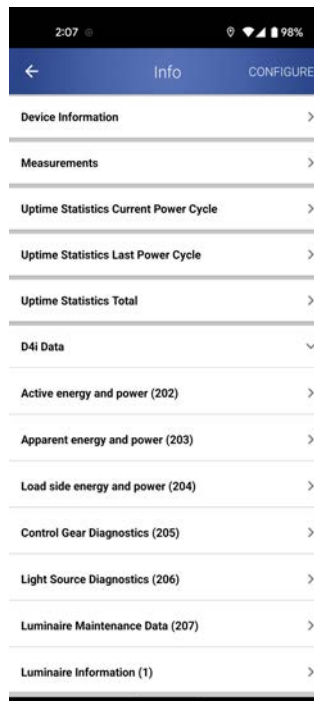 2:07 98%
Info CONFIGURE
Device Information
Measurements
Uptime Statistics Current Power Cycle
Uptime Statistics Last Power Cycle
Uptime Statistics Total
D4i Data
Active energy and power (202)
Apparent energy and power (203)
Load side energy and power (204)
Control Gear Diagnostics (205)
Light Source Diagnostics (206)
Luminaire Maintenance Data (207)
Luminaire Information (1)